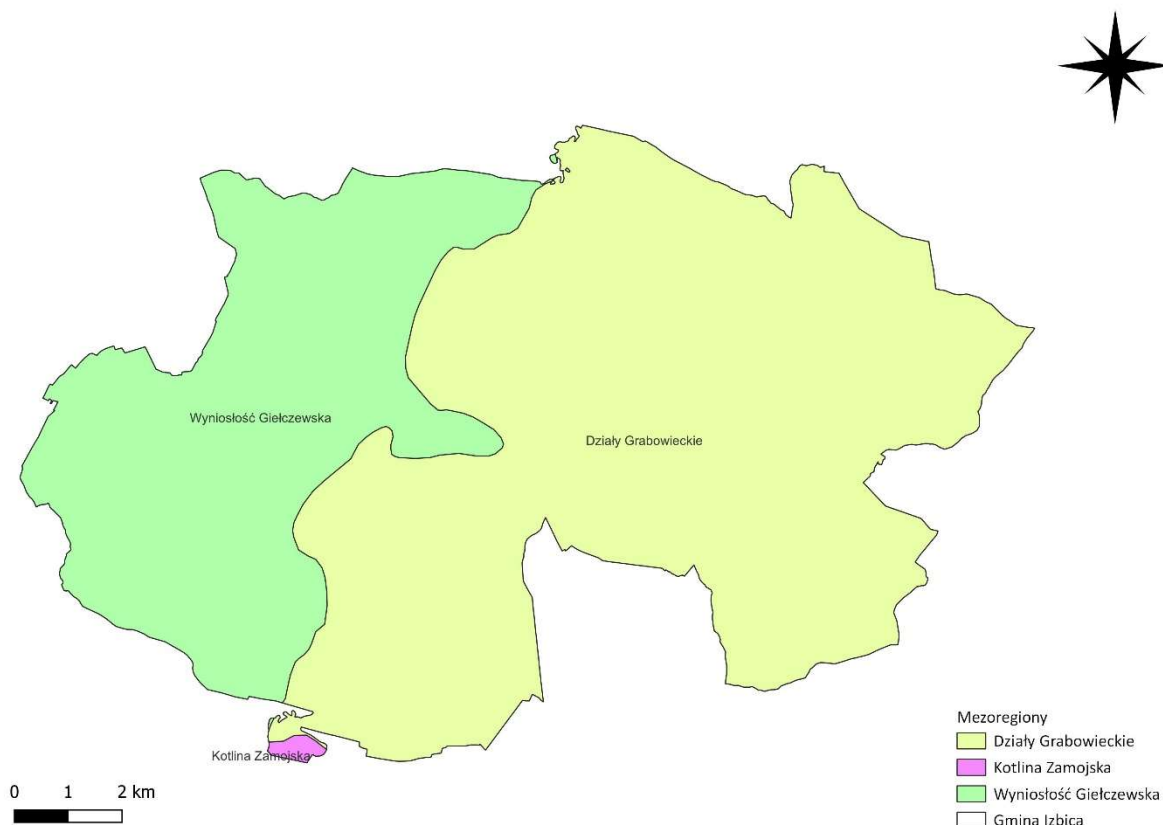 Wyniosłość Giełczewska
Działy Grabowieckie
Kotlina Zamojska
0 1 2 km
Mezoregiony
Działy Grabowieckie
Kotlina Zamojska
Wyniosłość Giełczewska
Gmina Izbica